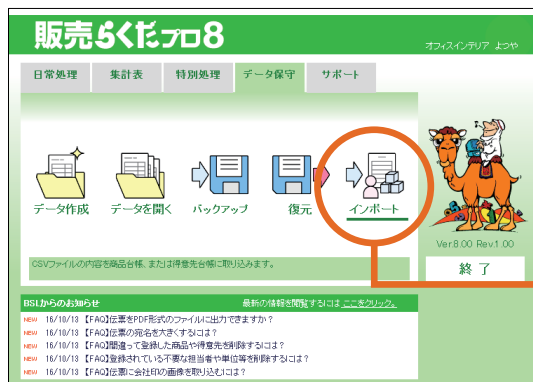 販売らくだプロ8
オフィスインテリア よつや
日常処理 集計表 特別処理 データ保守 サポート
データ作成 データを開く バックアップ 復元 インポート
Ver.8.00 Rev.1.00
CSVファイルの内容を商品台帳、または得意先台帳に取り込みます。
終了
BSLからのお知らせ 最新の情報を閲覧するには ここをクリック。
NEW 16/10/13 【FAQ】伝票をPDF形式のファイルに出力できますか?
NEW 16/10/13 【FAQ】伝票の宛名を大きくするには?
NEW 16/10/13 【FAQ】間違って登録した商品や得意先を削除するには?
NEW 16/10/13 【FAQ】登録されている不要な担当者や単位等を削除するには?
NEW 16/10/13 【FAQ】伝票に会社印の画像を取り込むには?